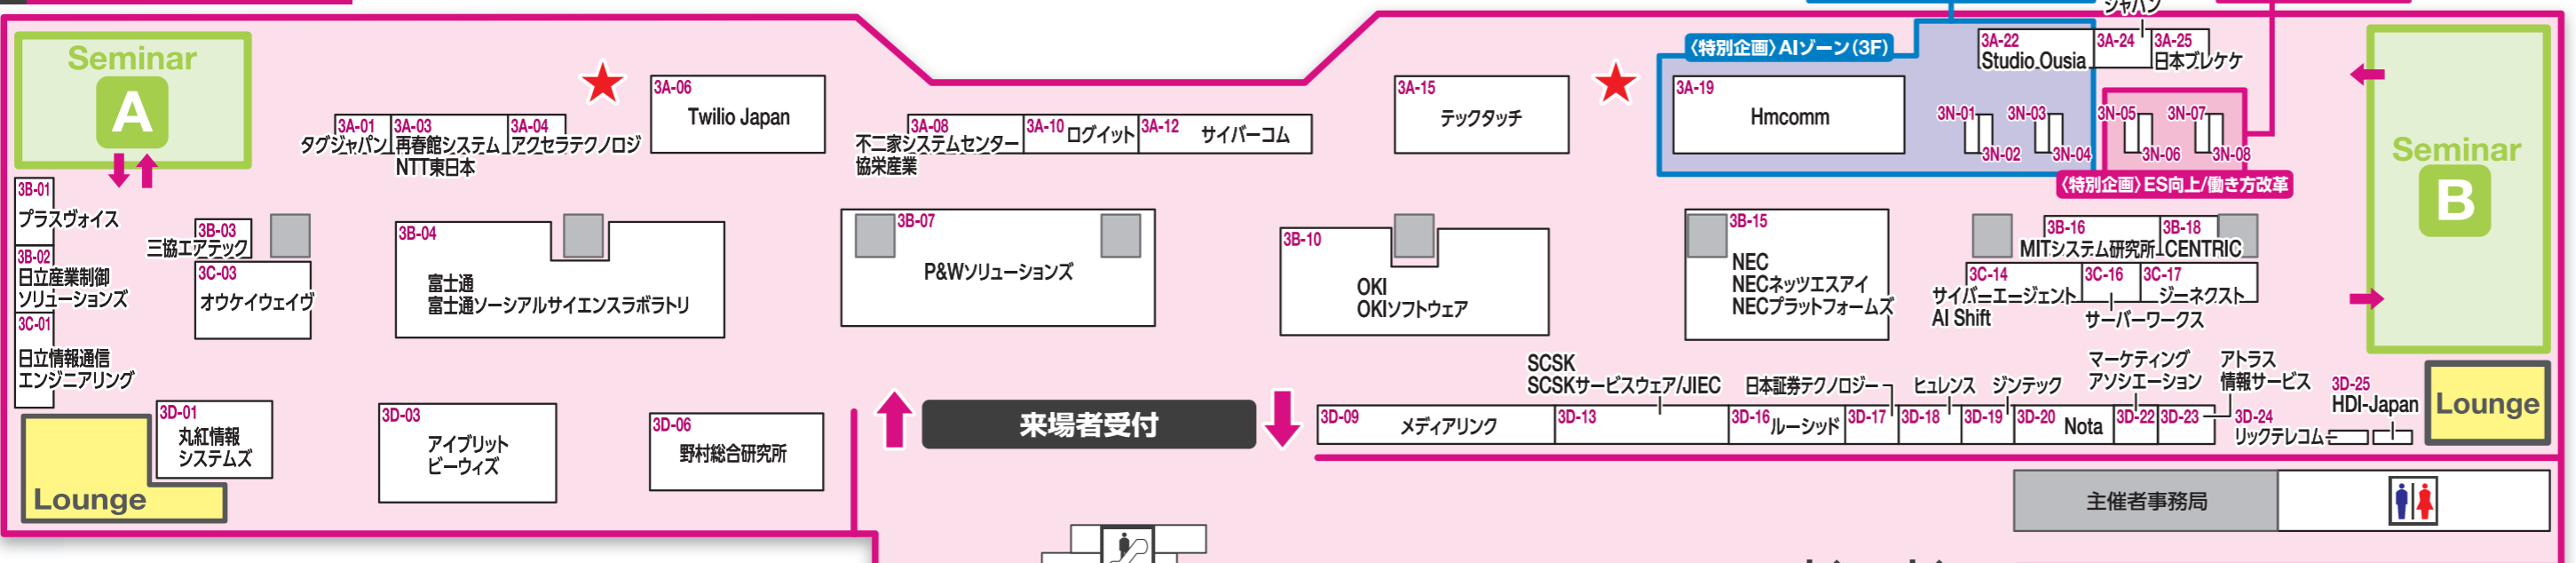 ジャパン
Seminar
A
〈特別企画〉AIゾーン(3F)
3A-22
Studio Ousia
3A-24
3A-25
日本ブレケケ
3A-01
タグジャパン
3A-03
再春館システム
NTT東日本
3A-04
アクセラテクノロジ
3A-06
Twilio Japan
3A-08
不二家システムセンター
協栄産業
3A-10
ログイット
3A-12
サイバーコム
3A-15
テックタッチ
3A-19
Hmcomm
3N-01
3N-02
3N-03
3N-04
3N-05
3N-06
3N-07
3N-08
〈特別企画〉ES向上/働き方改革
Seminar
B
3B-01
プラスヴォイス
3B-02
日立産業制御
ソリューションズ
3C-01
日立情報通信
エンジニアリング
3B-03
三協エアテック
3C-03
オウケイウェイヴ
3B-04
富士通
富士通ソーシアルサイエンスラボラトリ
3B-07
P&Wソリューションズ
3B-10
OKI
OKIソフトウェア
3B-15
NEC
NECネッツエスアイ
NECプラットフォームズ
3B-16
MITシステム研究所
3B-18
CENTRIC
3C-14
サイバーエージェント
AI Shift
3C-16
サーバーワークス
3C-17
ジーネクスト
Lounge
3D-01
丸紅情報
システムズ
3D-03
アイブリット
ビーウィズ
3D-06
野村総合研究所
来場者受付
3D-09
メディアリンク
SCSK
SCSKサービスウェア/JIEC
3D-13
3D-16
ルーシッド
日本証券テクノロジー
3D-17
ヒュレンス
3D-18
ジンテック
3D-19
3D-20
Nota
マーケティング
アソシエーション
3D-22
アトラス
情報サービス
3D-23
3D-24
リックテレコム
3D-25
HDI-Japan
Lounge
主催者事務局